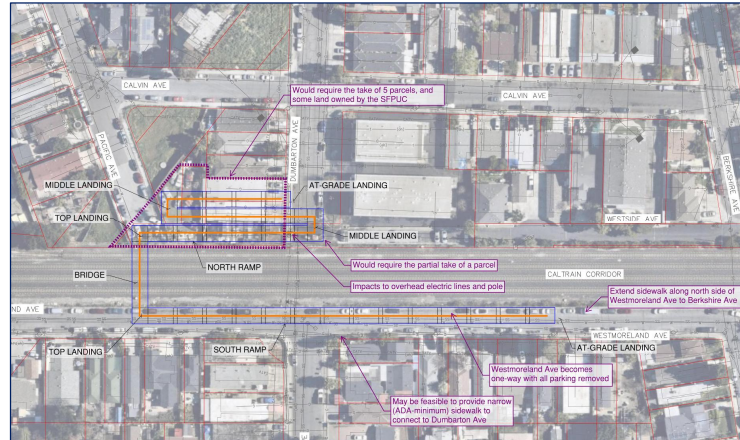 CALVIN AVE
CALVIN AVE
Would require the take of 5 parcels, and
some land owned by the SFPUC
PACIFIC AVE
DUMBARTON AVE
BERKSHIRE AVE
MIDDLE LANDING
AT-GRADE LANDING
TOP LANDING
WESTSIDE AVE
MIDDLE LANDING
NORTH RAMP
Would require the partial take of a parcel
BRIDGE
CALTRAIN CORRIDOR
Impacts to overhead electric lines and pole
Extend sidewalk along north side of
Westmoreland Ave to Berkshire Ave
ND AVE
WESTMORELAND AVE
TOP LANDING
SOUTH RAMP
AT-GRADE LANDING
Westmoreland Ave becomes
one-way with all parking removed
May be feasible to provide narrow
(ADA-minimum) sidewalk to
connect to Dumbarton Ave